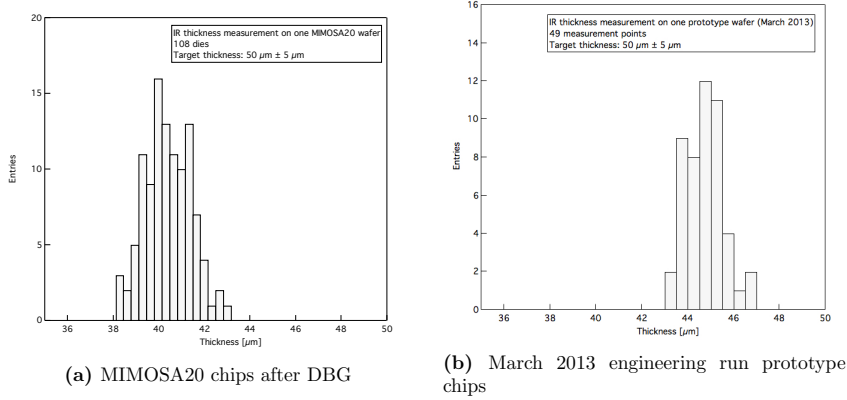 20
15
10
5
0
Entries
36
38
40
42
44
46
48
50
Thickness [µm]
IR thickness measurement on one MIMOSA20 wafer
108 dies
Target thickness: 50 µm ± 5 µm
(a) MIMOSA20 chips after DBG
16
14
12
10
8
6
4
2
0
Entries
36
38
40
42
44
46
48
50
Thickness [µm]
IR thickness measurement on one prototype wafer (March 2013)
49 measurement points
Target thickness: 50 µm ± 5 µm
(b) March 2013 engineering run prototype
chips